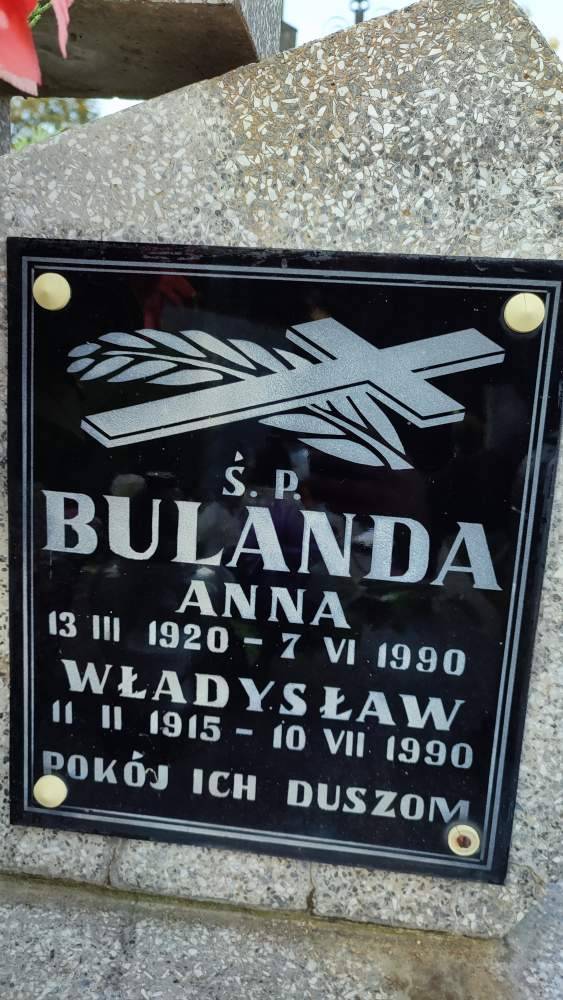 Ś. P.
BULANDA
ANNA
13 III 1920 – 7 VI 1990
WŁADYSŁAW
11 II 1915 – 10 VII 1990
POKÓJ ICH DUSZOM